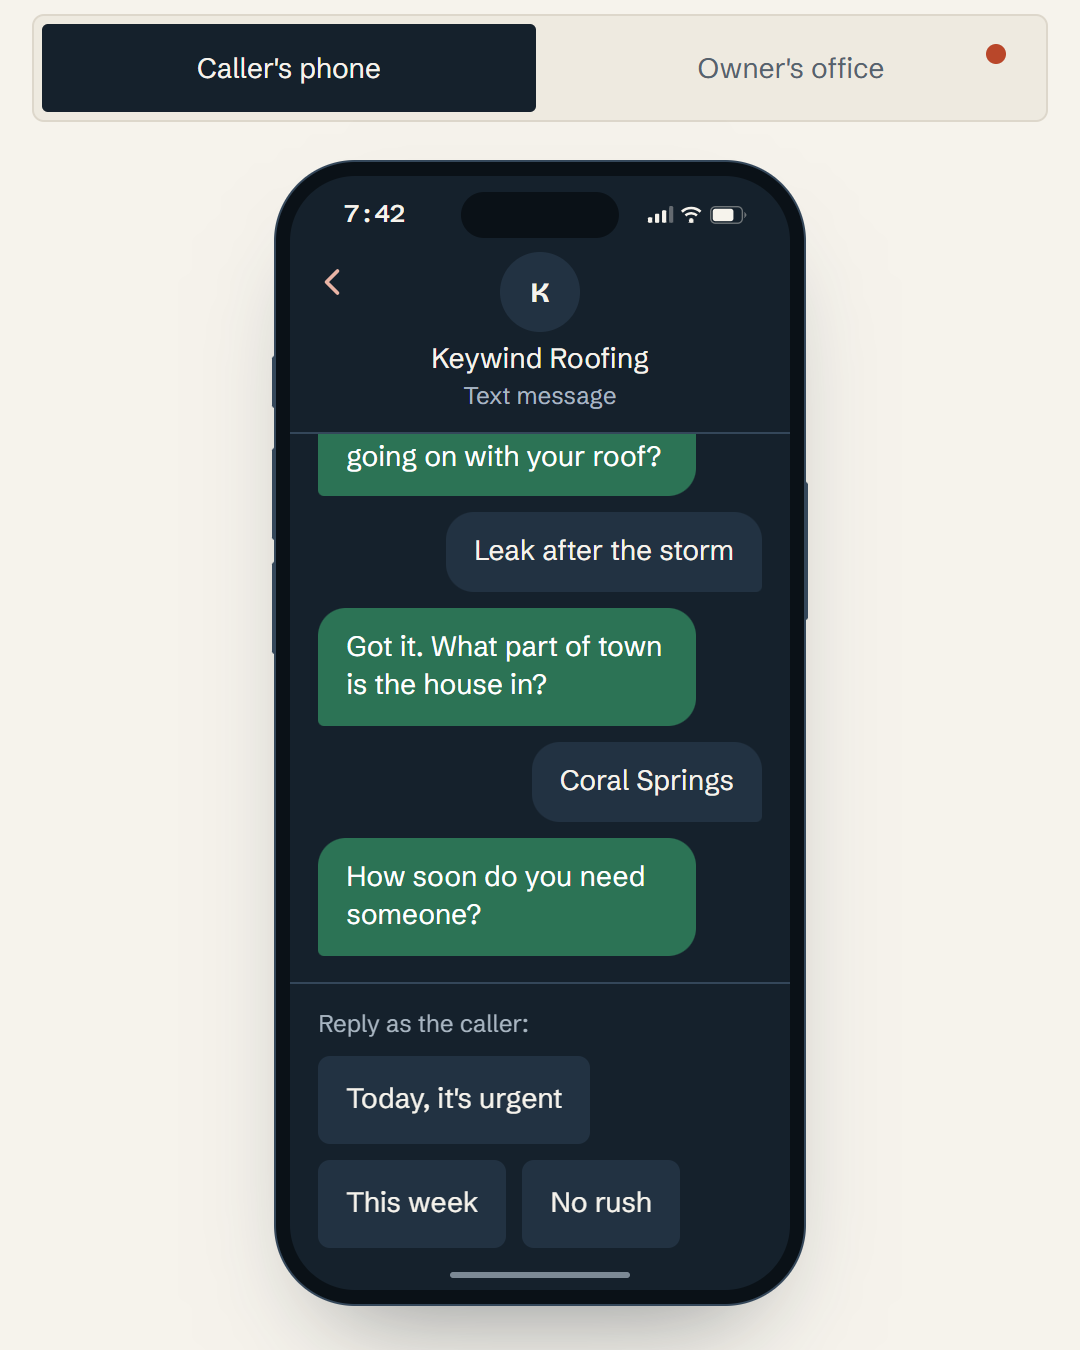 Caller's phone
Owner's office
7:42
K
Keywind Roofing
Text message
going on with your roof?
Leak after the storm
Got it. What part of town
is the house in?
Coral Springs
How soon do you need
someone?
Reply as the caller:
Today, it's urgent
This week
No rush